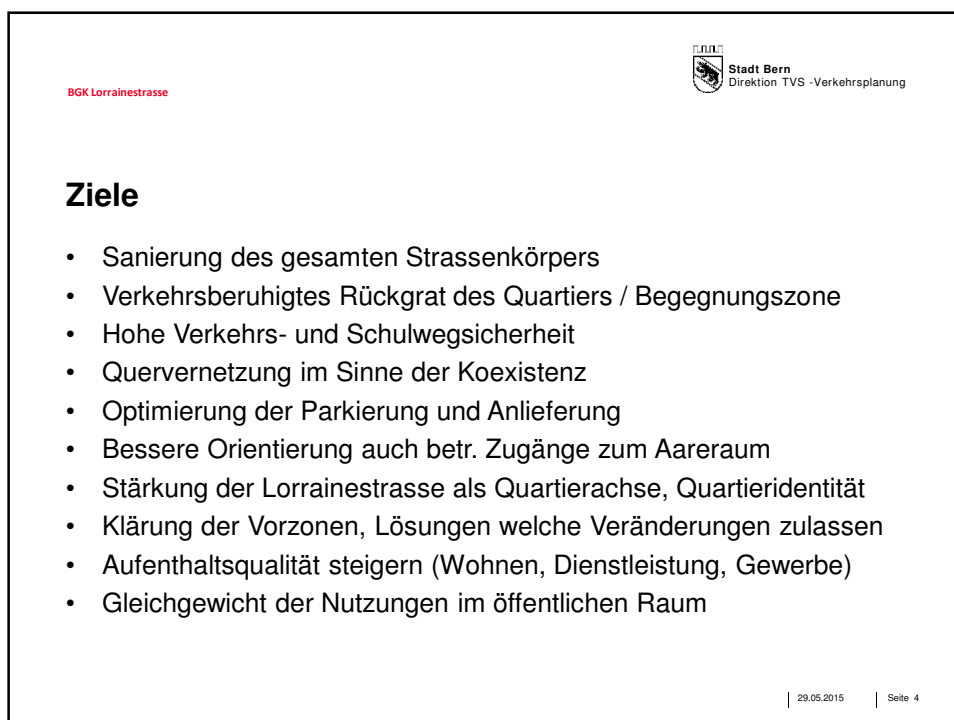 BGK Lorrainestrasse
Stadt Bern
Direktion TVS -Verkehrsplanung
Ziele
• Sanierung des gesamten Strassenkörpers
• Verkehrsberuhigtes Rückgrat des Quartiers / Begegnungszone
• Hohe Verkehrs- und Schulwegsicherheit
• Quervernetzung im Sinne der Koexistenz
• Optimierung der Parkierung und Anlieferung
• Bessere Orientierung auch betr. Zugänge zum Aareraum
• Stärkung der Lorrainestrasse als Quartierachse, Quartieridentität
• Klärung der Vorzonen, Lösungen welche Veränderungen zulassen
• Aufenthaltsqualität steigern (Wohnen, Dienstleistung, Gewerbe)
• Gleichgewicht der Nutzungen im öffentlichen Raum
29.05.2015 Seite 4